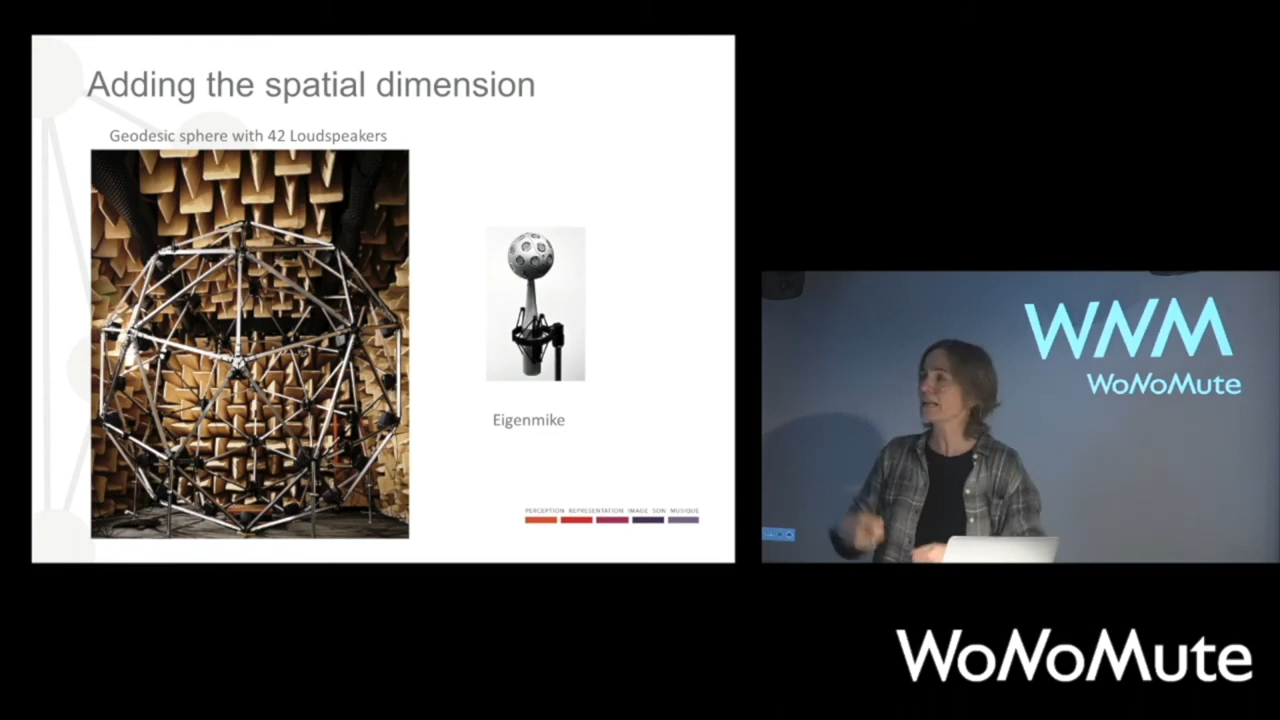 Adding the spatial dimension
Geodesic sphere with 42 Loudspeakers
Eigenmike
PERCEPTION REPRESENTATION IMAGE SON MUSIQUE
WNM
WoNoMute
WoNoMute